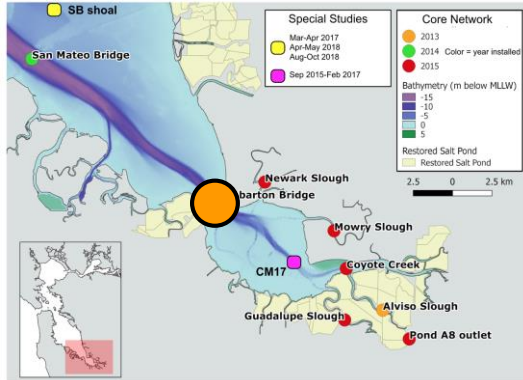 SB shoal
San Mateo Bridge
Special Studies
Mar-Apr 2017
Apr-May 2018
Aug-Oct 2018
Sep 2015-Feb 2017
Core Network
2013
2014 Color = year installed
2015
Bathymetry (m below MLLW)
-15
-10
-5
0
5
Restored Salt Pond
Restored Salt Pond
2.5 0 2.5 km
Newark Slough
barton Bridge
Mowry Slough
CM17
Coyote Creek
Alviso Slough
Guadalupe Slough
Pond A8 outlet